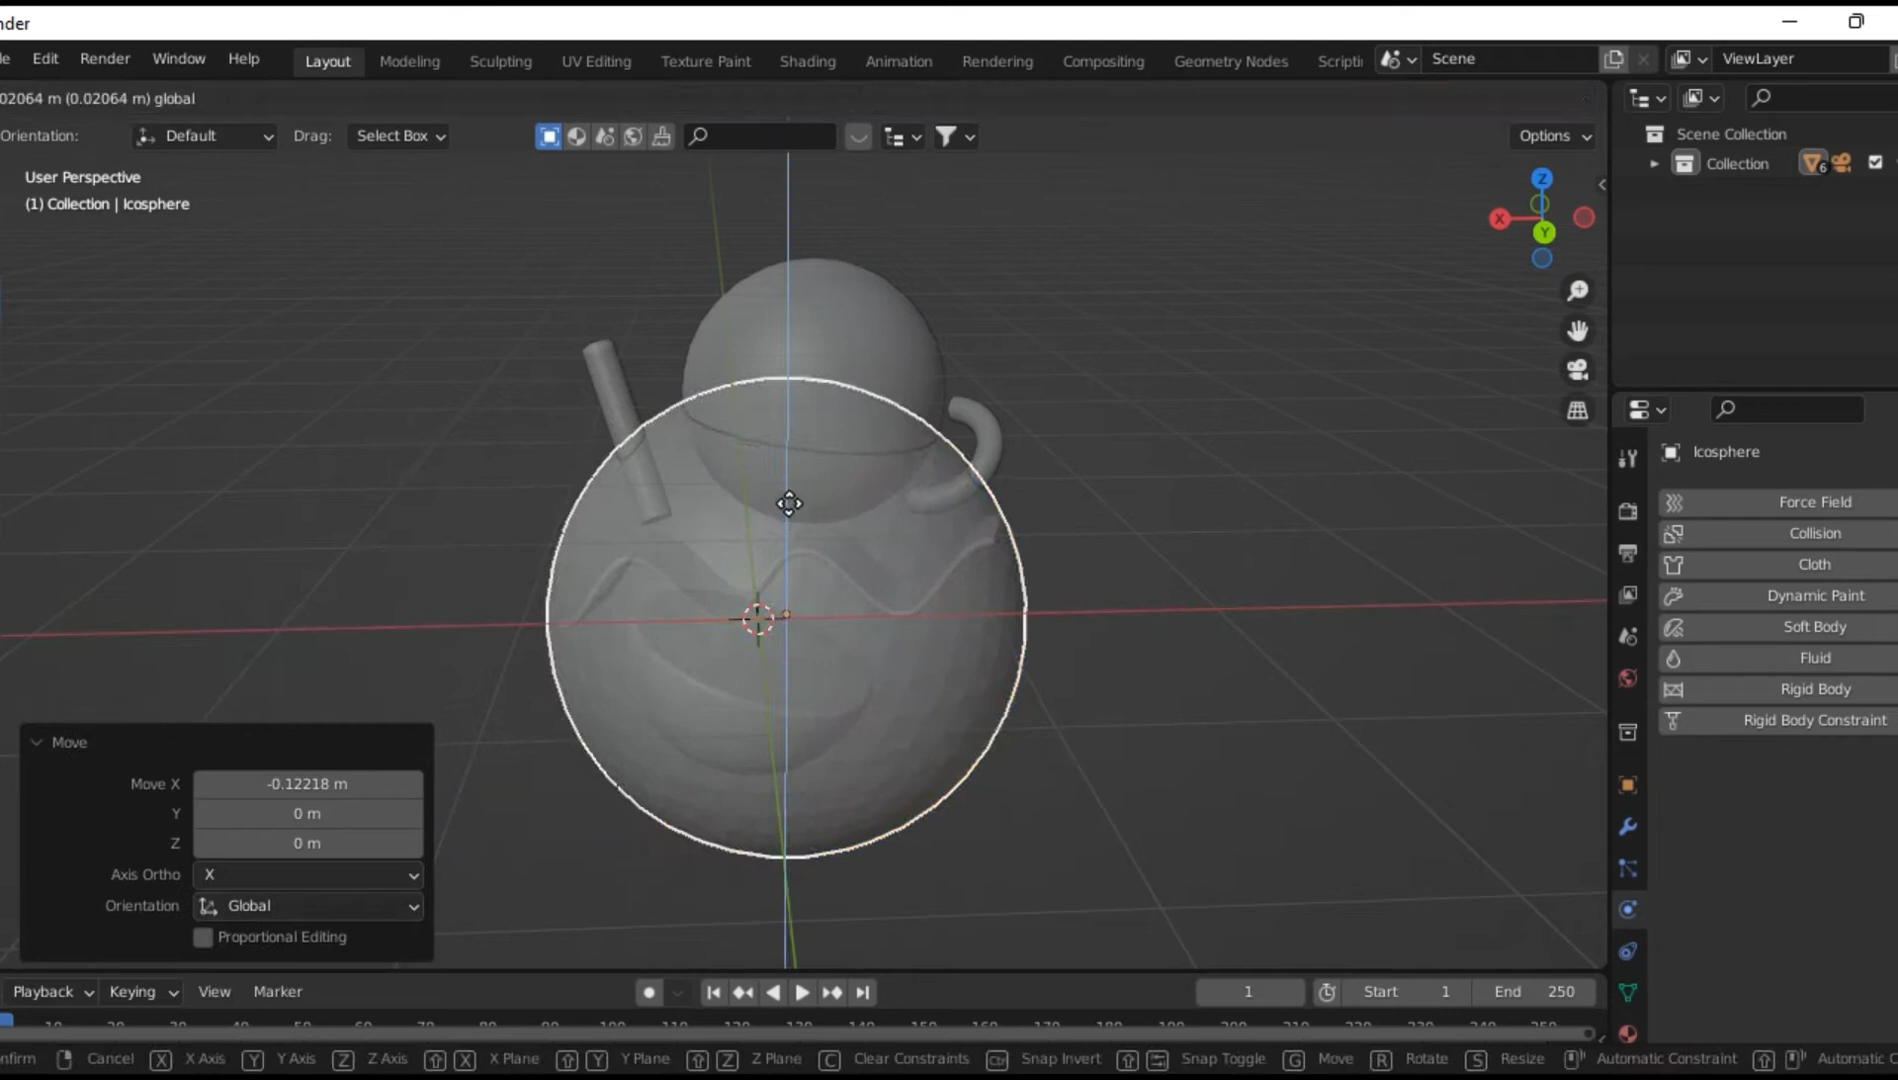 nder
le Edit Render Window Help Layout Modeling Sculpting UV Editing Texture Paint Shading Animation Rendering Compositing Geometry Nodes Scripti Scene ViewLayer
02064 m (0.02064 m) global
Orientation: Default Drag: Select Box Options
User Perspective
(1) Collection | Icosphere
Z
X
Y
Scene Collection
Collection 6
Icosphere
Force Field
Collision
Cloth
Dynamic Paint
Soft Body
Fluid
Rigid Body
Rigid Body Constraint
Move
Move X -0.12218 m
Y 0 m
Z 0 m
Axis Ortho X
Orientation Global
Proportional Editing
Playback Keying View Marker 1 Start 1 End 250
nfirm Cancel X X Axis Y Y Axis Z Z Axis X X Plane Y Y Plane Z Z Plane C Clear Constraints Ctrl Snap Invert Snap Toggle G Move R Rotate S Resize Automatic Constraint Automatic C